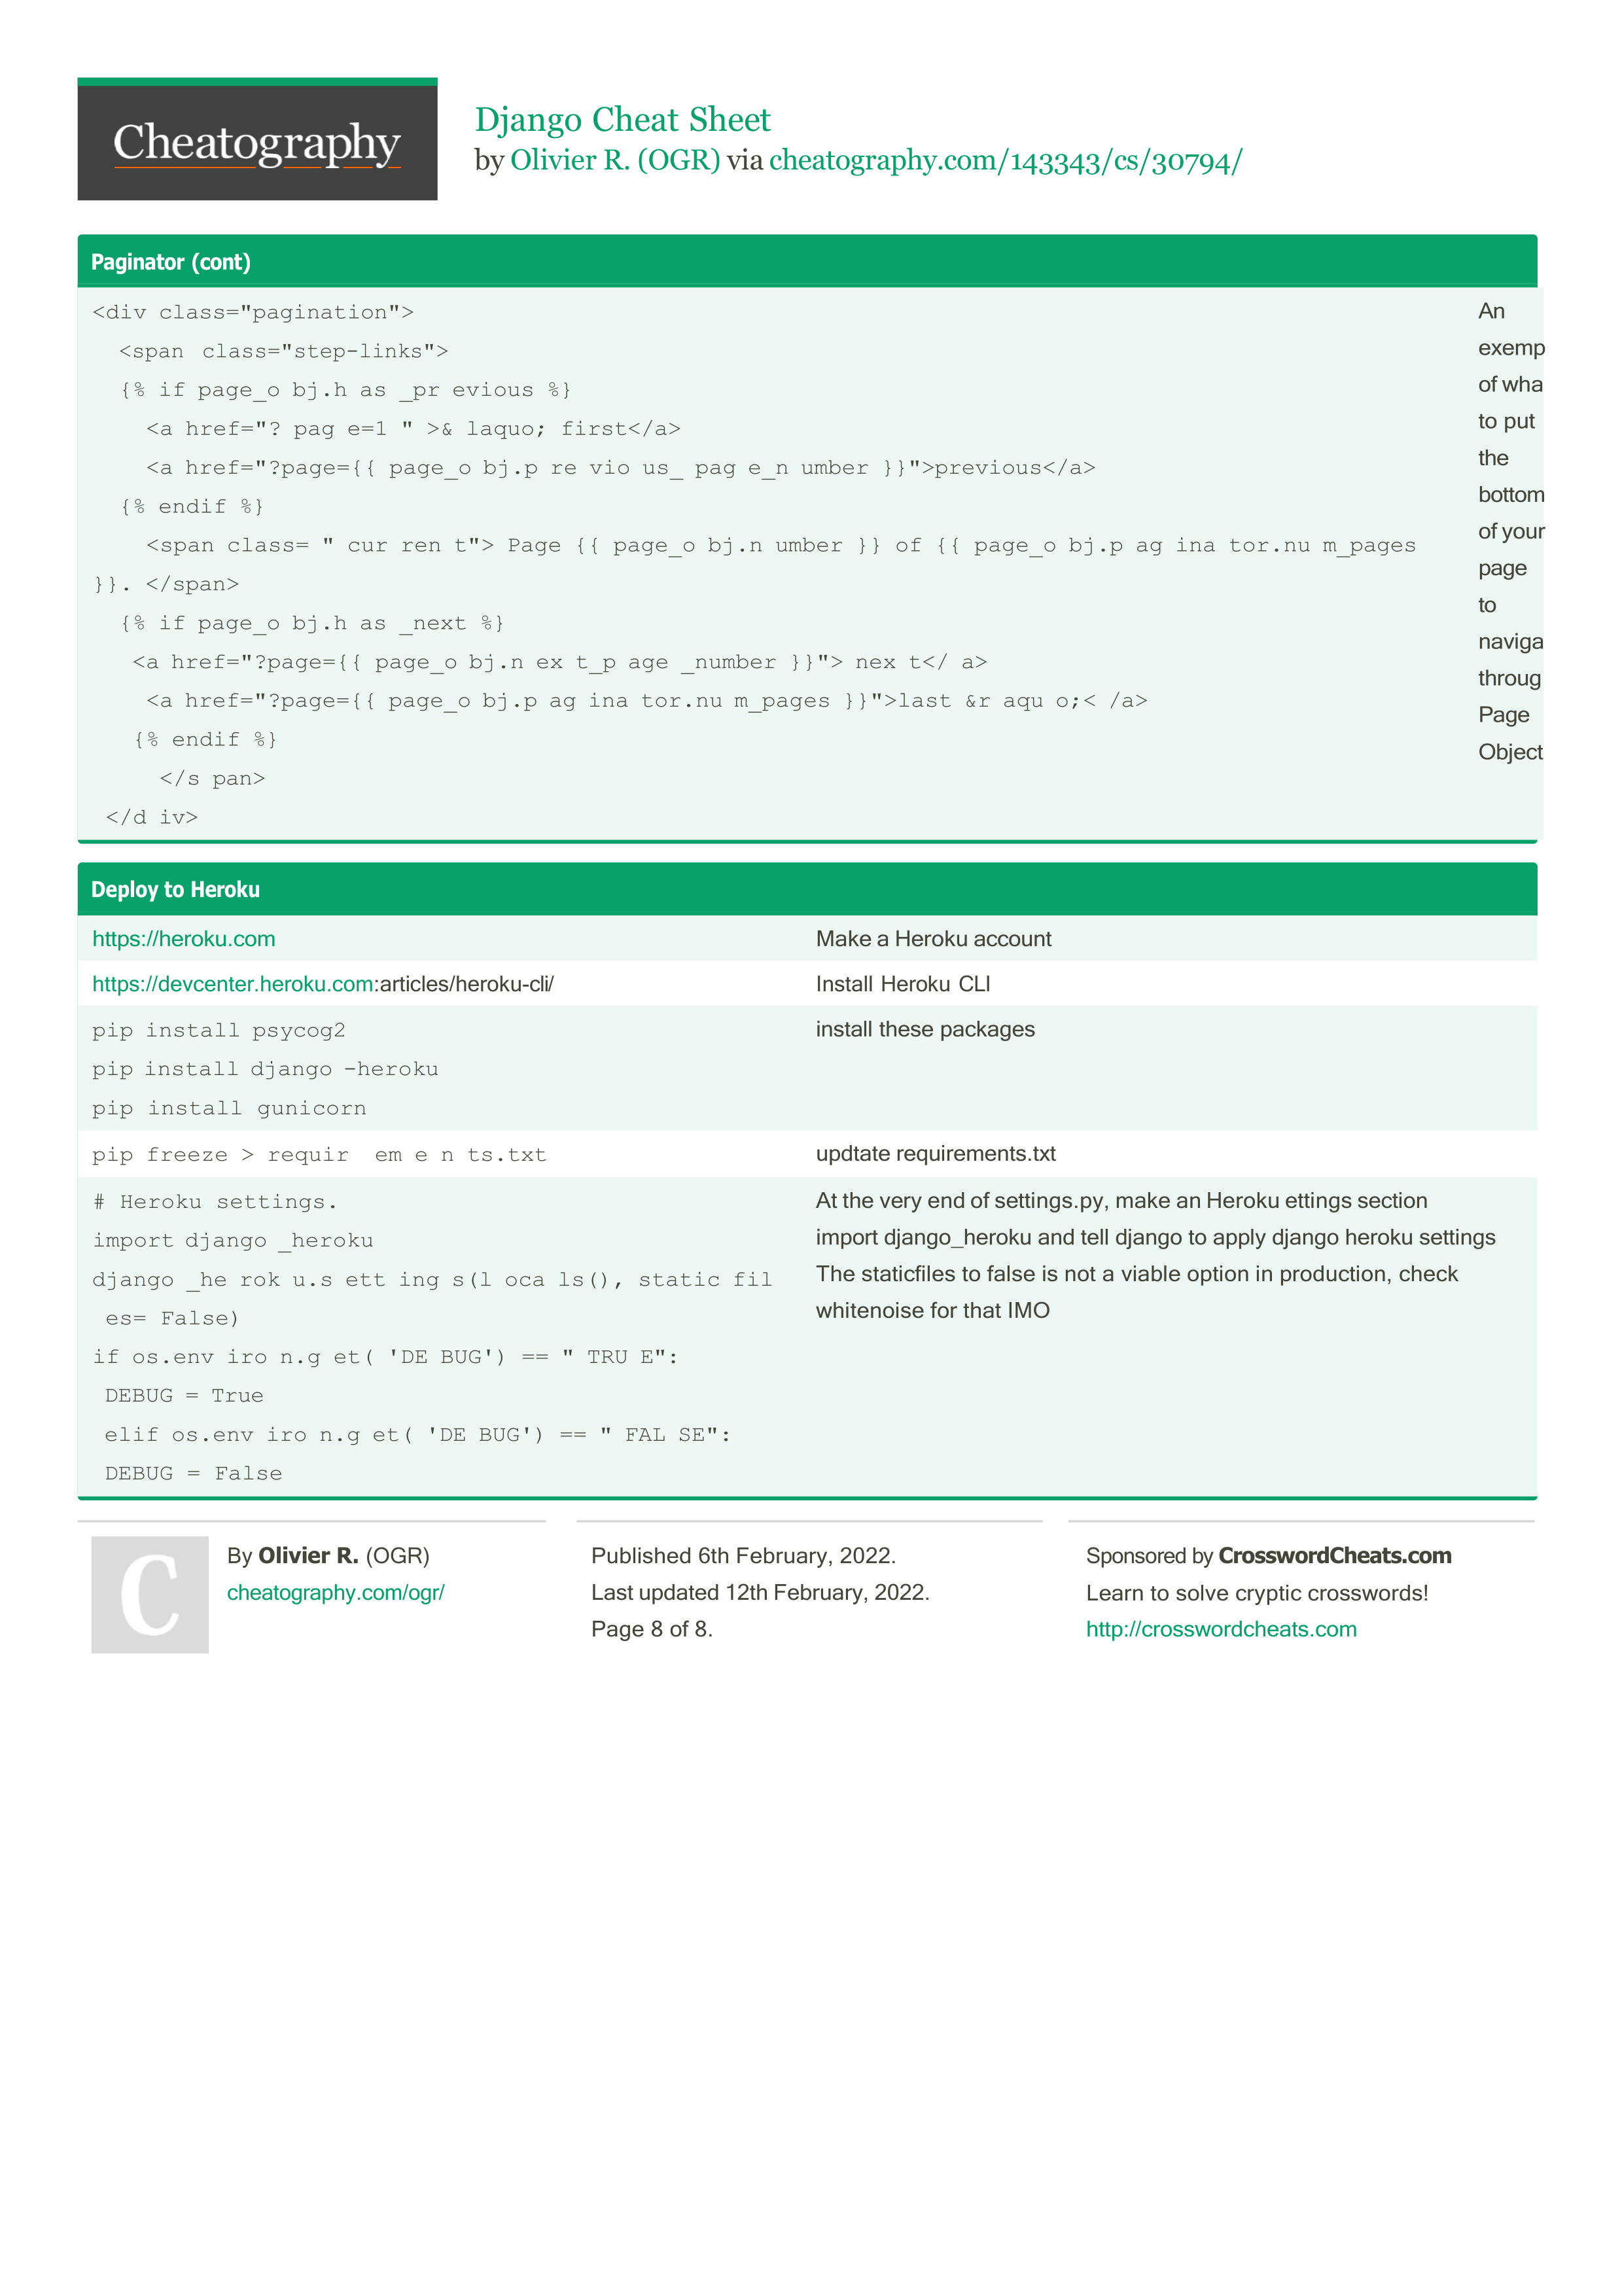 Cheatography
Django Cheat Sheet
by Olivier R. (OGR) via cheatography.com/143343/cs/30794/
Paginator (cont)
<div class="pagination">
<span class="step-links">
{% if page_o bj.h as _pr evious %}
<a href="? pag e=1 " >& laquo; first</a>
<a href="?page={{ page_o bj.p re vio us_ pag e_n umber }}">previous</a>
{% endif %}
<span class= " cur ren t"> Page {{ page_o bj.n umber }} of {{ page_o bj.p ag ina tor.nu m_pages
}}. </span>
{% if page_o bj.h as _next %}
<a href="?page={{ page_o bj.n ex t_p age _number }}"> nex t</ a>
<a href="?page={{ page_o bj.p ag ina tor.nu m_pages }}">last &r aqu o;< /a>
{% endif %}
</s pan>
</d iv>
An
exemp
of wha
to put
the
bottom
of your
page
to
naviga
throug
Page
Object
Deploy to Heroku
https://heroku.com
Make a Heroku account
https://devcenter.heroku.com:articles/heroku-cli/
Install Heroku CLI
pip install psycog2
pip install django -heroku
pip install gunicorn
install these packages
pip freeze > requir em e n ts.txt
updtate requirements.txt
# Heroku settings.
import django _heroku
django _he rok u.s ett ing s(l oca ls(), static fil
es= False)
if os.env iro n.g et( 'DE BUG') == " TRU E":
DEBUG = True
elif os.env iro n.g et( 'DE BUG') == " FAL SE":
DEBUG = False
At the very end of settings.py, make an Heroku ettings section
import django_heroku and tell django to apply django heroku settings
The staticfiles to false is not a viable option in production, check
whitenoise for that IMO
C
By Olivier R. (OGR)
cheatography.com/ogr/
Published 6th February, 2022.
Last updated 12th February, 2022.
Page 8 of 8.
Sponsored by CrosswordCheats.com
Learn to solve cryptic crosswords!
http://crosswordcheats.com